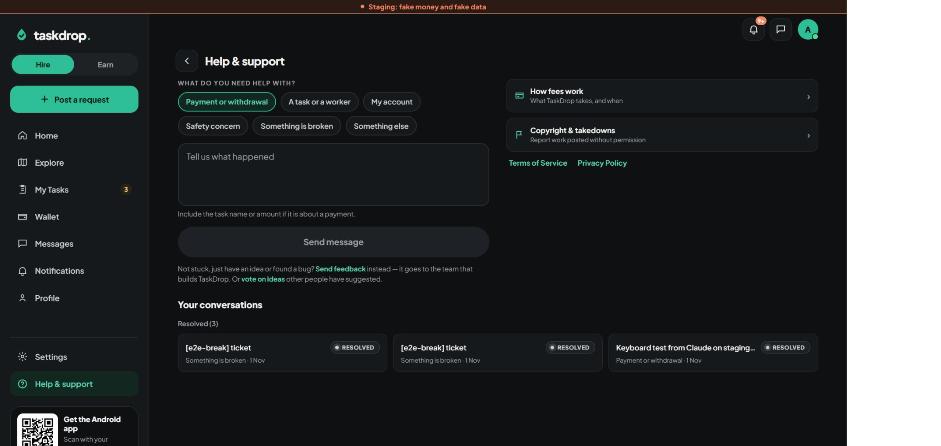 Staging: fake money and fake data
taskdrop.
Hire
Earn
+ Post a request
Home
Explore
My Tasks
3
Wallet
Messages
Notifications
Profile
Settings
Help & support
Get the Android
app
Scan with your
9+
A
Help & support
WHAT DO YOU NEED HELP WITH?
Payment or withdrawal
A task or a worker
My account
Safety concern
Something is broken
Something else
Tell us what happened
Include the task name or amount if it is about a payment.
Send message
Not stuck, just have an idea or found a bug? Send feedback instead — it goes to the team that
builds TaskDrop. Or vote on ideas other people have suggested.
How fees work
What TaskDrop takes, and when
Copyright & takedowns
Report work posted without permission
Terms of Service
Privacy Policy
Your conversations
Resolved (3)
[e2e-break] ticket
RESOLVED
Something is broken · 1 Nov
[e2e-break] ticket
RESOLVED
Something is broken · 1 Nov
Keyboard test from Claude on staging...
RESOLVED
Payment or withdrawal · 1 Nov